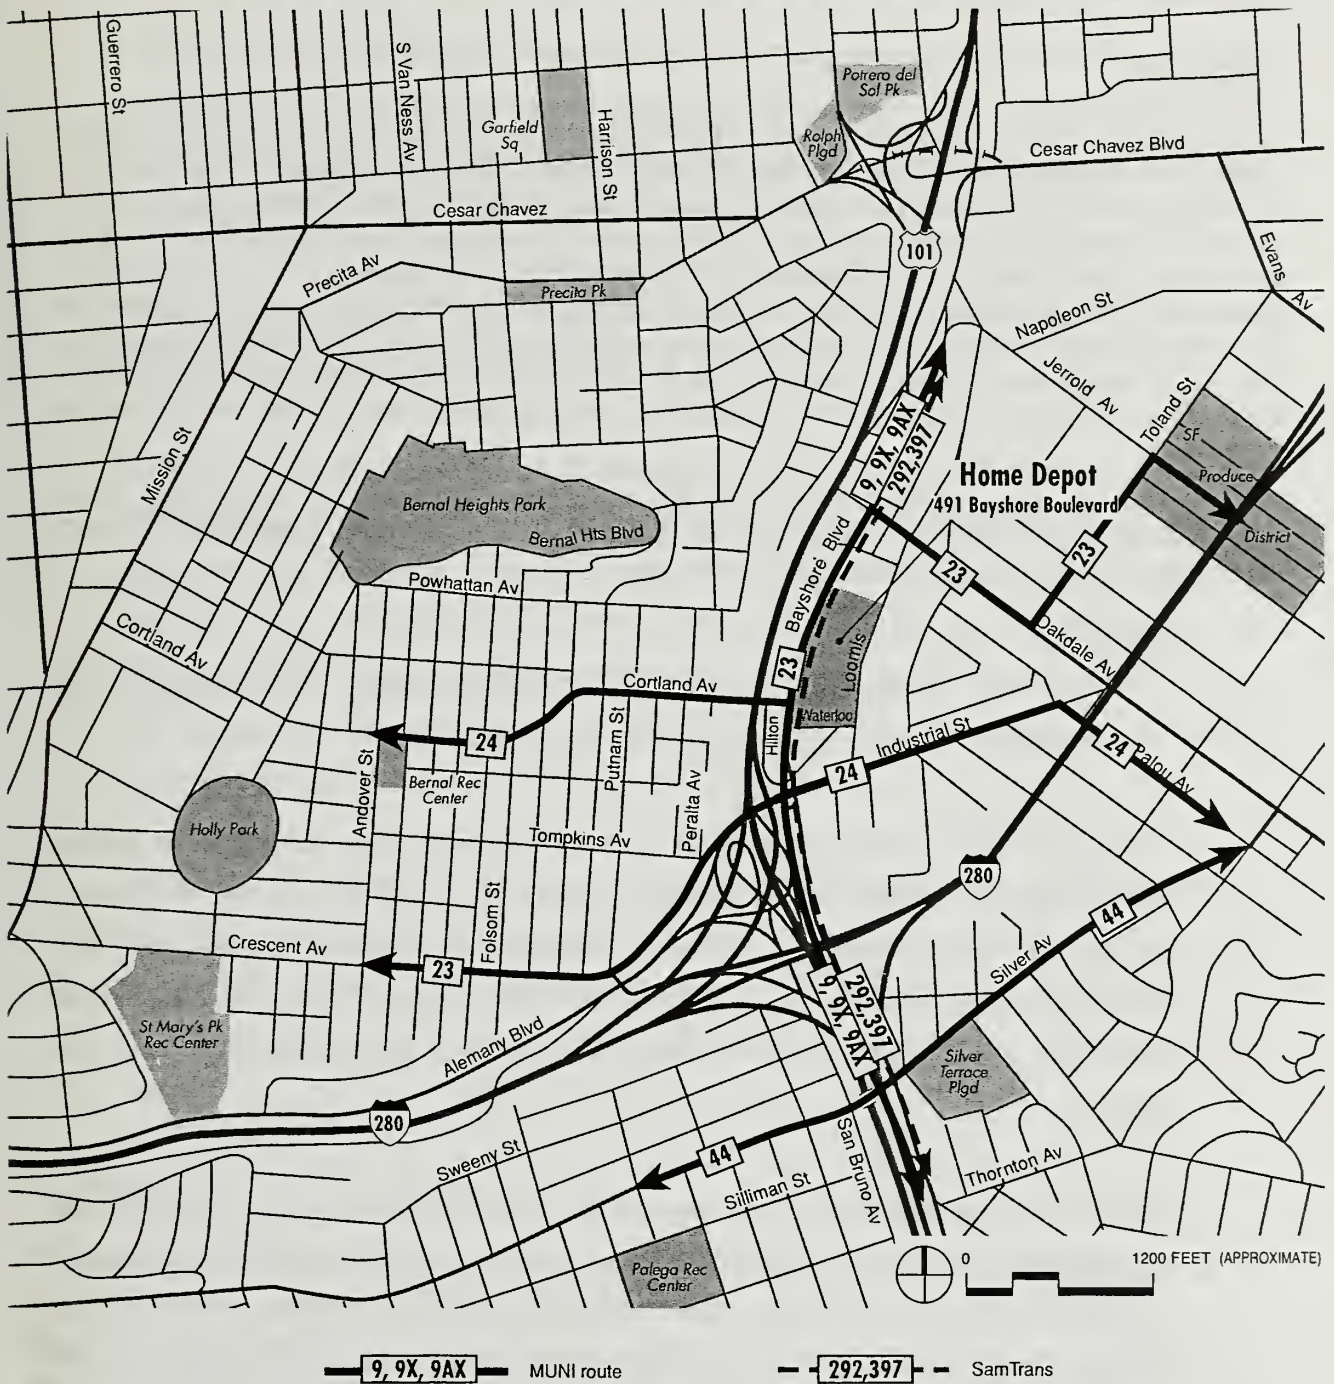 Guerrero St
S Van Ness Av
Garfield
Sq
Harrison St
Potrero del
Sol Pk
Rolph
Plgd
Cesar Chavez Blvd
Cesar Chavez
101
Evans Av
Precita Av
Precita Pk
Napoleon St
Jerrold Av
Toland St
SF
Produce
District
Mission St
9, 9X, 9AX
292,397
Home Depot
491 Bayshore Boulevard
Bernal Heights Park
Bernal Hts Blvd
Bayshore Blvd
23
23
Powhattan Av
Oakdale Av
Cortland Av
23
Loomis
Cortland Av
Waterloo
Hilton
Industrial St
24
Putnam St
24
24
Palou Av
Andover St
Bernal Rec
Center
Peralta Av
Holly Park
Tompkins Av
280
Folsom St
44
Crescent Av
23
Silver Av
292,397
9, 9X, 9AX
St Mary's Pk
Rec Center
Alemany Blvd
Silver
Terrace
Plgd
280
Sweeny St
44
San Bruno Av
Thornton Av
Silliman St
Palega Rec
Center
0
1200 FEET (APPROXIMATE)
9, 9X, 9AX MUNI route
292,397 SamTrans